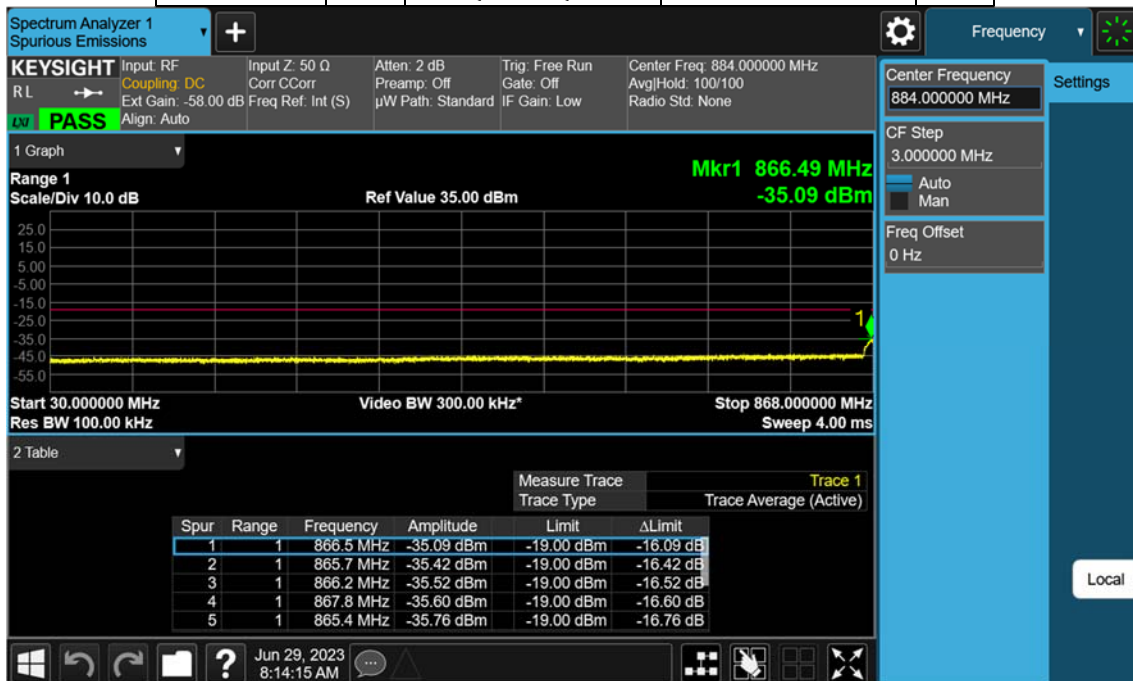 Spectrum Analyzer 1
Spurious Emissions
Frequency
KEYSIGHT
RL
LXI PASS
Input: RF
Coupling: DC
Ext Gain: -58.00 dB
Align: Auto
Input Z: 50 Ω
Corr CCorr
Freq Ref: Int (S)
Atten: 2 dB
Preamp: Off
µW Path: Standard
Trig: Free Run
Gate: Off
IF Gain: Low
Center Freq: 884.000000 MHz
Avg|Hold: 100/100
Radio Std: None
Center Frequency
884.000000 MHz
Settings
CF Step
3.000000 MHz
Auto
Man
Freq Offset
0 Hz
Local
1 Graph
Range 1
Scale/Div 10.0 dB
Ref Value 35.00 dBm
Mkr1 866.49 MHz
-35.09 dBm
25.0
15.0
5.00
-5.00
-15.0
-25.0
-35.0
-45.0
-55.0
1
Start 30.000000 MHz
Video BW 300.00 kHz*
Stop 868.000000 MHz
Res BW 100.00 kHz
Sweep 4.00 ms
2 Table
Measure Trace Trace 1
Trace Type Trace Average (Active)
Spur Range Frequency Amplitude Limit ΔLimit
1 1 866.5 MHz -35.09 dBm -19.00 dBm -16.09 dB
2 1 865.7 MHz -35.42 dBm -19.00 dBm -16.42 dB
3 1 866.2 MHz -35.52 dBm -19.00 dBm -16.52 dB
4 1 867.8 MHz -35.60 dBm -19.00 dBm -16.60 dB
5 1 865.4 MHz -35.76 dBm -19.00 dBm -16.76 dB
?
Jun 29, 2023
8:14:15 AM